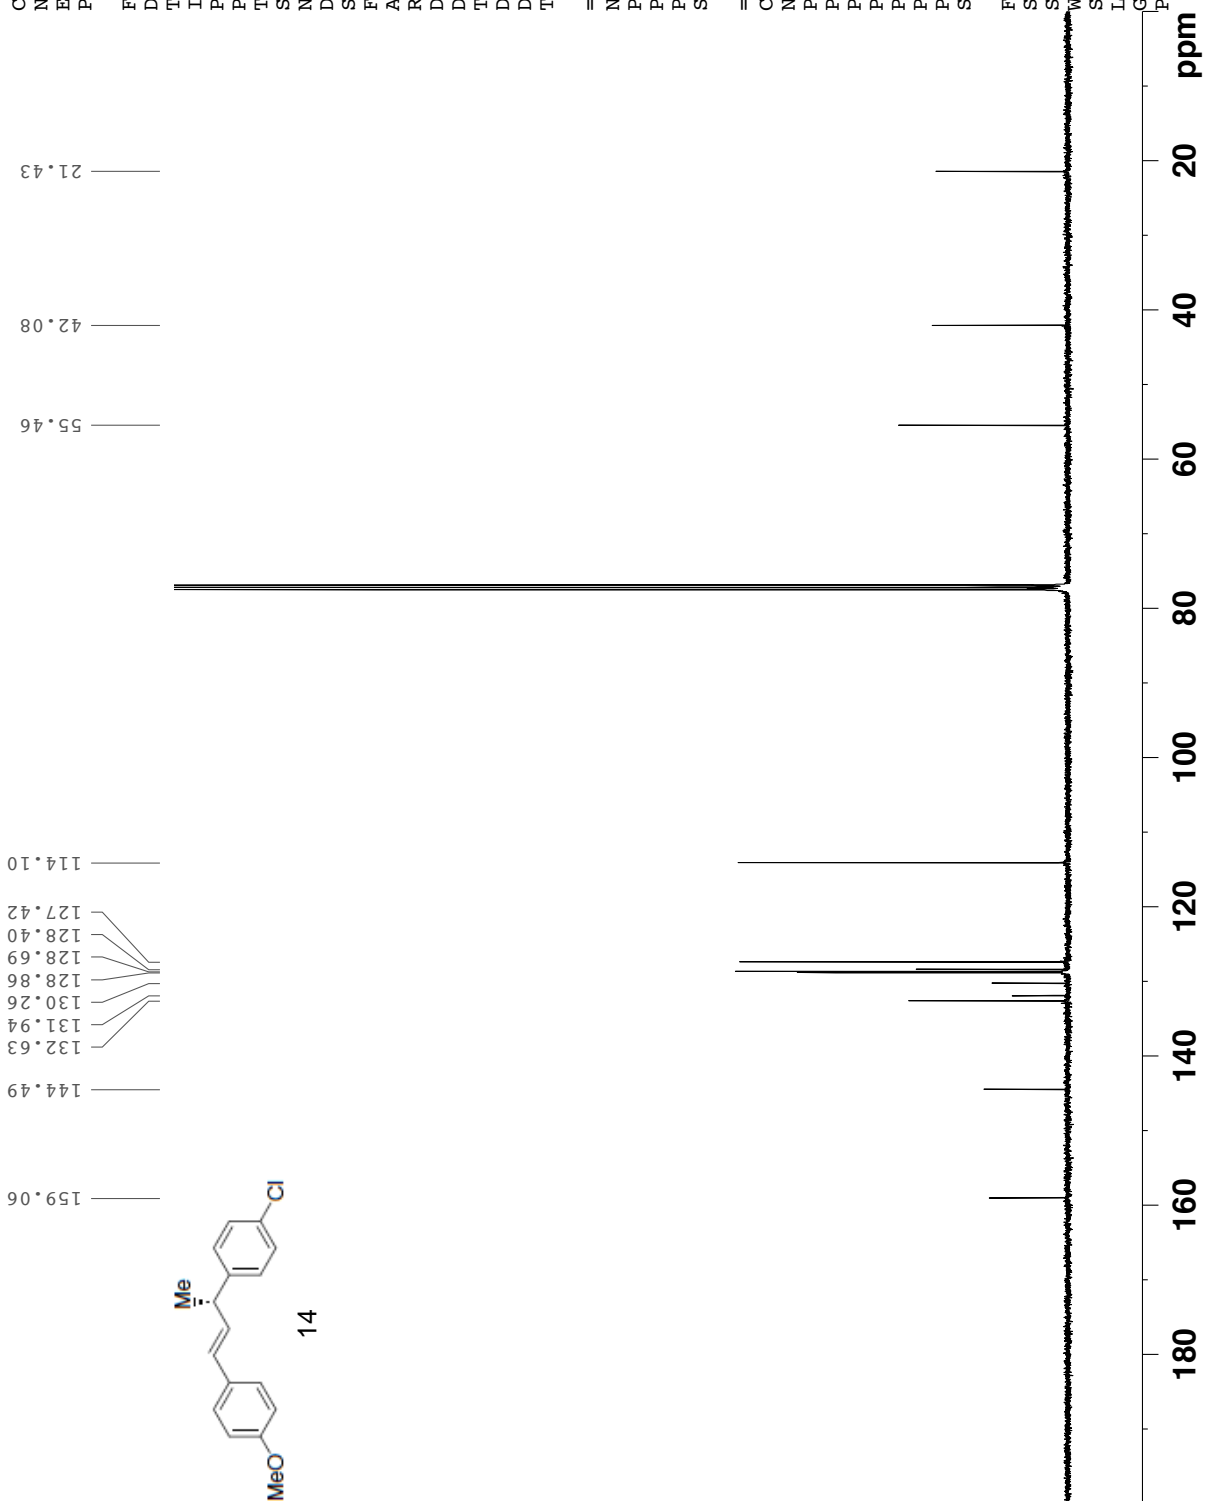 159.06
144.49
132.63
131.94
130.26
128.86
128.69
128.40
127.42
114.10
55.46
42.08
21.43
C
N
E
P
F
D
T
I
P
P
T
S
N
D
S
F
A
R
D
D
T
D
D
T
=
N
P
P
P
S
=
C
N
P
P
P
P
P
P
P
S
F
S
S
W
S
L
G
P
Me
MeO
Cl
14
180 160 140 120 100 80 60 40 20 ppm